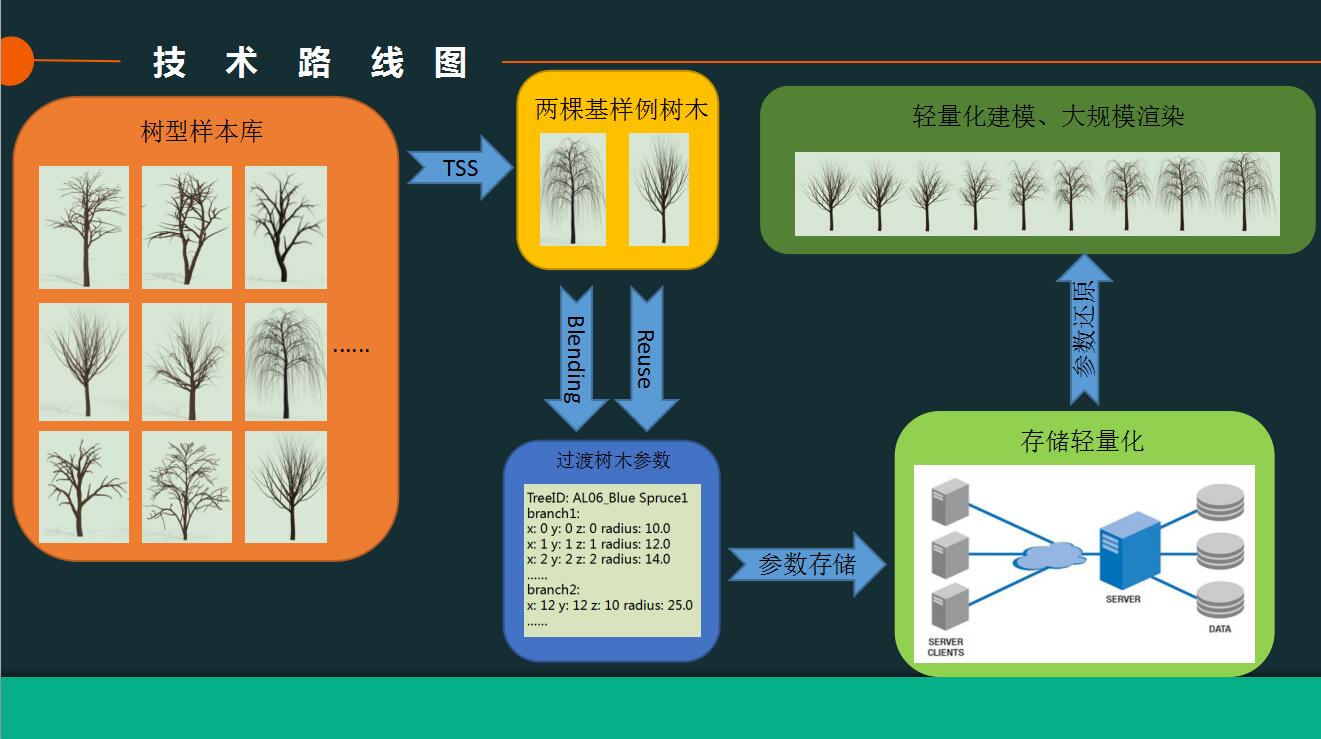 技 术 路 线 图
树型样本库
......
TSS
两棵基样例树木
Blending
Reuse
过渡树木参数
TreeID: AL06_Blue Spruce1
branch1:
x: 0 y: 0 z: 0 radius: 10.0
x: 1 y: 1 z: 1 radius: 12.0
x: 2 y: 2 z: 2 radius: 14.0
......
branch2:
x: 12 y: 12 z: 10 radius: 25.0
......
参数存储
存储轻量化
SERVER
CLIENTS
SERVER
DATA
参数还原
轻量化建模、大规模渲染